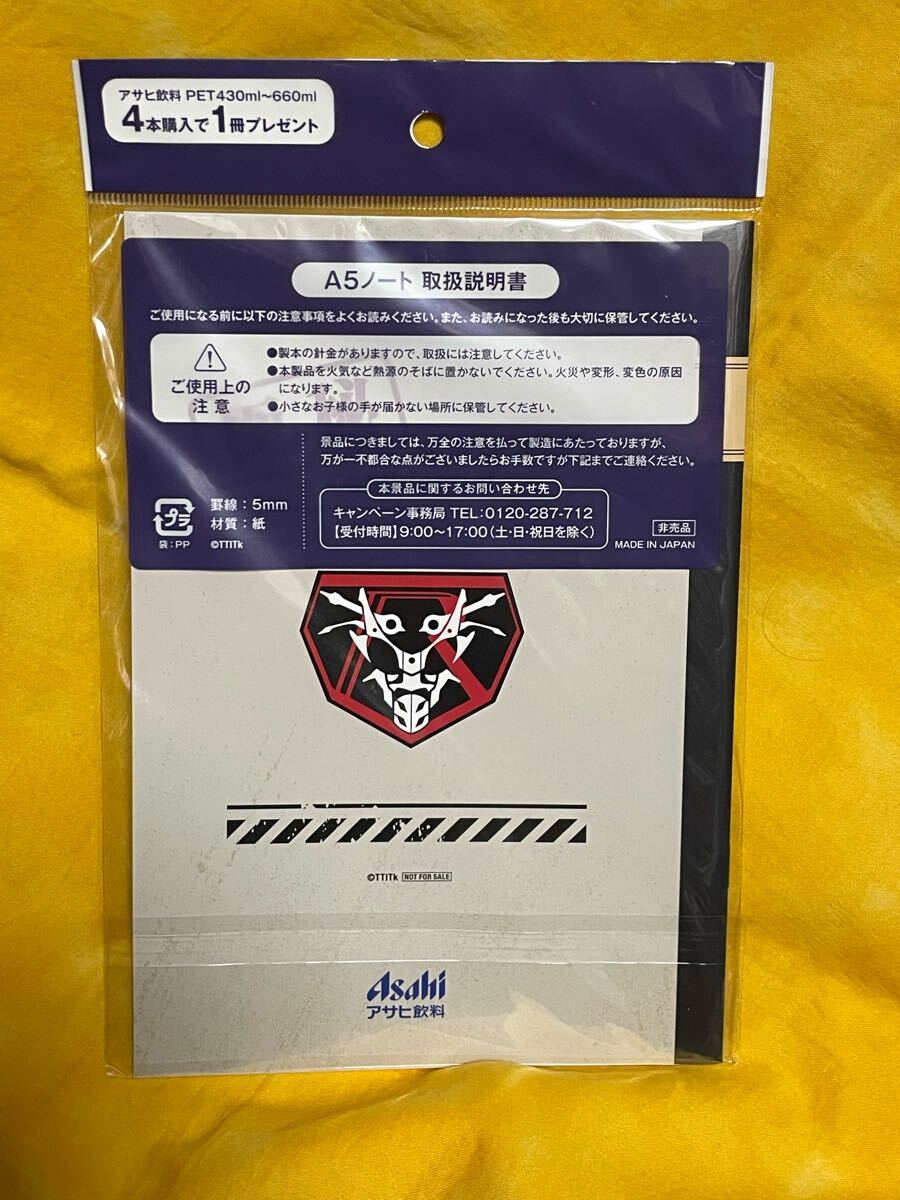 アサヒ飲料 PET430ml〜660ml
4本購入で1冊プレゼント
A5ノート 取扱説明書
ご使用になる前に以下の注意事項をよくお読みください。また、お読みになった後も大切に保管してください。
ご使用上の
注 意
●製本の針金がありますので、取扱には注意してください。
●本製品を火気など熱源のそばに置かないでください。火災や変形、変色の原因
になります。
●小さなお子様の手が届かない場所に保管してください。
景品につきましては、万全の注意を払って製造にあたっておりますが、
万が一不都合な点がございましたらお手数ですが下記までご連絡ください。
本景品に関するお問い合わせ先
キャンペーン事務局 TEL:0120-287-712
【受付時間】9:00〜17:00(土・日・祝日を除く)
プラ
袋:PP
罫線:5mm
材質:紙
©TTITk
非売品
MADE IN JAPAN
©TTITk NOT FOR SALE
Asahi
アサヒ飲料